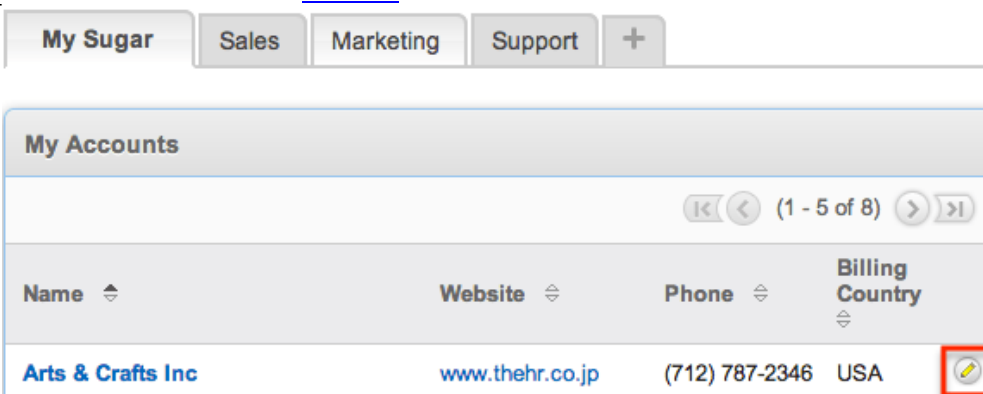 My Sugar Sales Marketing Support +
My Accounts
(1 - 5 of 8)
Name Website Phone Billing Country
Arts & Crafts Inc www.thehr.co.jp (712) 787-2346 USA